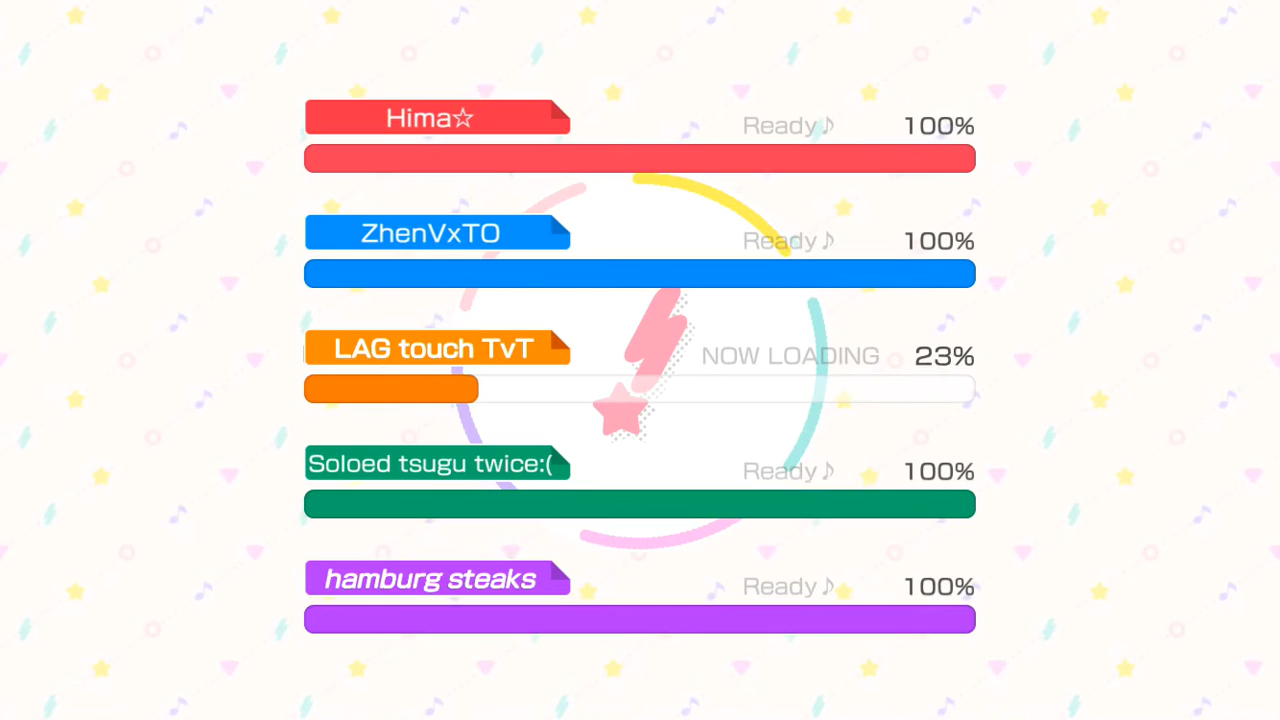 Hima☆
Ready♪ 100%
ZhenVxTO
Ready♪ 100%
LAG touch TvT
NOW LOADING 23%
Soloed tsugu twice:(
Ready♪ 100%
hamburg steaks
Ready♪ 100%